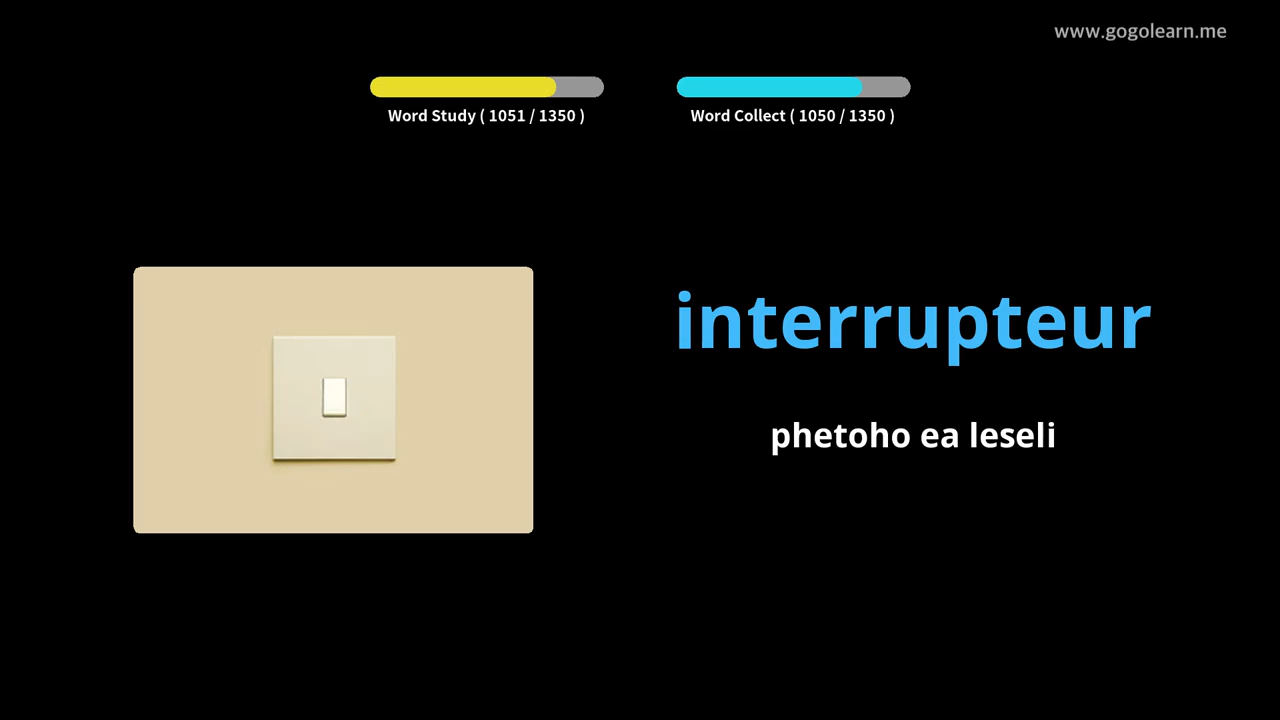 www.gogolearn.me
Word Study ( 1051 / 1350 )
Word Collect ( 1050 / 1350 )
interrupteur
phetoho ea leseli